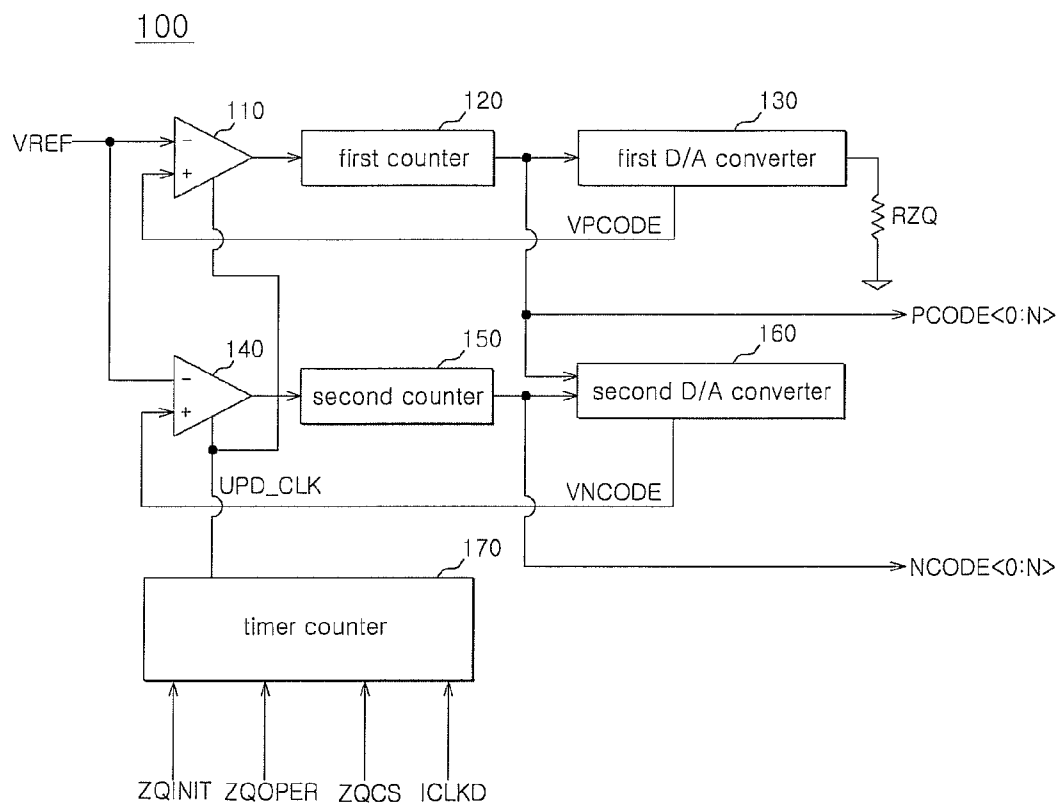 100
110
120
130
VREF
-
+
first counter
first D/A converter
RZQ
VPCODE
PCODE<0:N>
140
150
160
-
+
second counter
second D/A converter
UPD_CLK
VNCODE
170
NCODE<0:N>
timer counter
ZQINIT ZQOPER ZQCS ICLKD